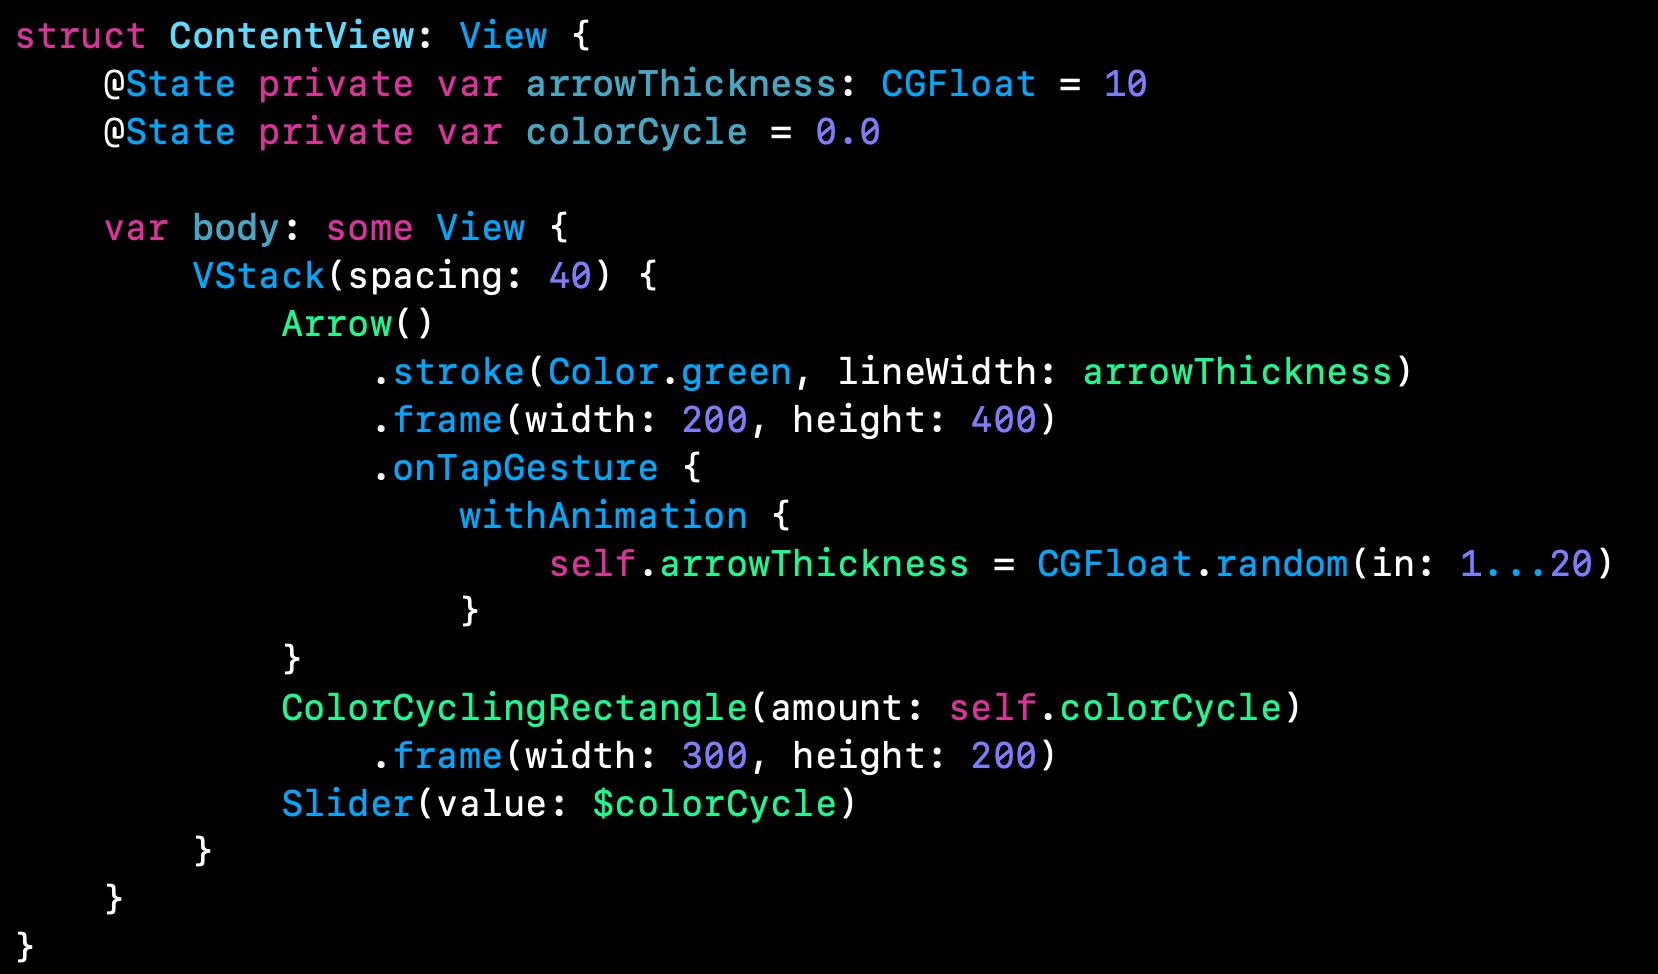 struct ContentView: View {
    @State private var arrowThickness: CGFloat = 10
    @State private var colorCycle = 0.0

    var body: some View {
        VStack(spacing: 40) {
            Arrow()
                .stroke(Color.green, lineWidth: arrowThickness)
                .frame(width: 200, height: 400)
                .onTapGesture {
                    withAnimation {
                        self.arrowThickness = CGFloat.random(in: 1...20)
                    }
            }
            ColorCyclingRectangle(amount: self.colorCycle)
                .frame(width: 300, height: 200)
            Slider(value: $colorCycle)
        }
    }
}